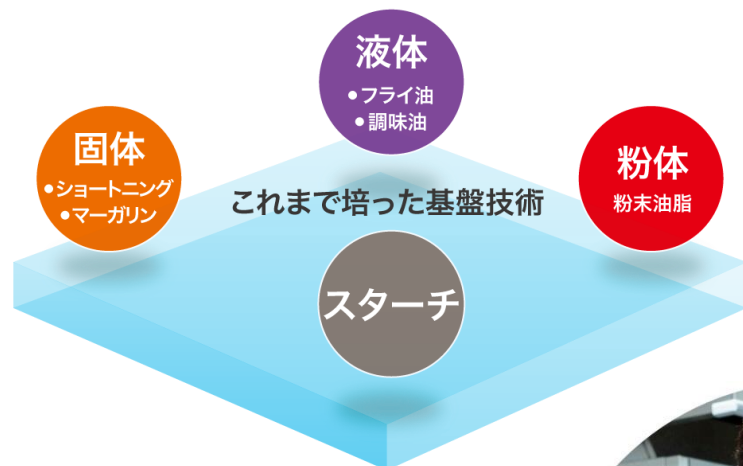 液体
●フライ油
●調味油
固体
●ショートニング
●マーガリン
粉体
粉末油脂
これまで培った基盤技術
スターチ